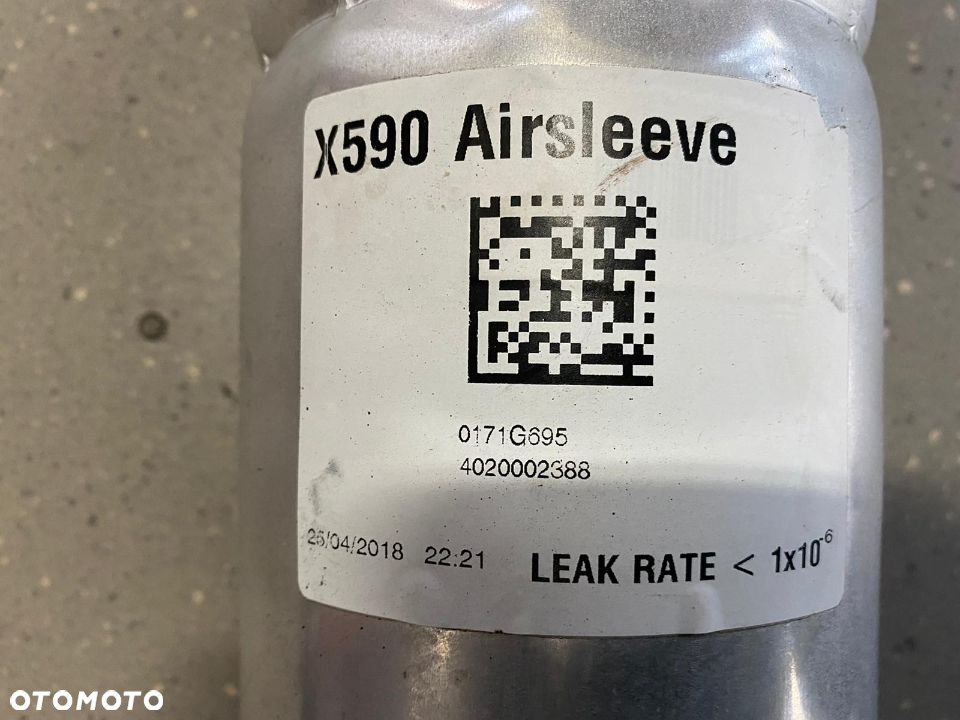 X590 Airsleeve
0171G695
4020002388
26/04/2018 22:21
LEAK RATE < 1x10⁻⁶
OTOMOTO